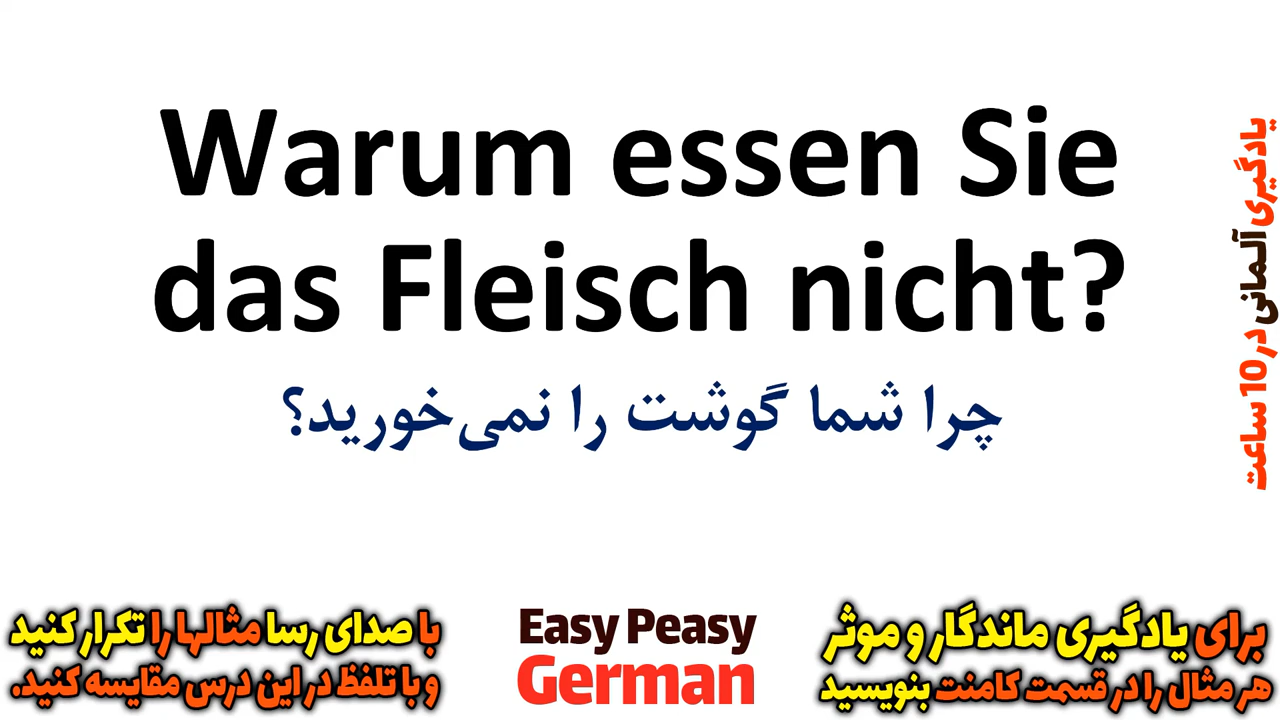 Warum essen Sie
das Fleisch nicht?
چرا شما گوشت را نمی‌خورید؟
یادگیری آلمانی در 10 ساعت
برای یادگیری ماندگار و موثر
هر مثال را در قسمت کامنت بنویسید
Easy Peasy
German
با صدای رسا مثالها را تکرار کنید
و با تلفظ در این درس مقایسه کنید.